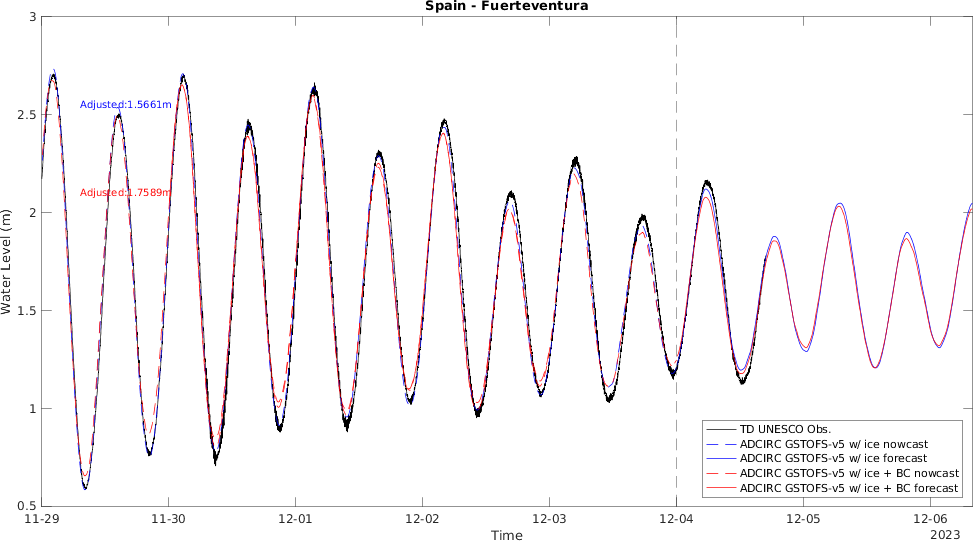 Spain - Fuerteventura
3
2.5
2
1.5
1
0.5
Water Level (m)
Adjusted:1.5661m
Adjusted:1.7589m
TD UNESCO Obs.
ADCIRC GSTOFS-v5 w/ ice nowcast
ADCIRC GSTOFS-v5 w/ ice forecast
ADCIRC GSTOFS-v5 w/ ice + BC nowcast
ADCIRC GSTOFS-v5 w/ ice + BC forecast
11-29 11-30 12-01 12-02 12-03 12-04 12-05 12-06
Time
2023